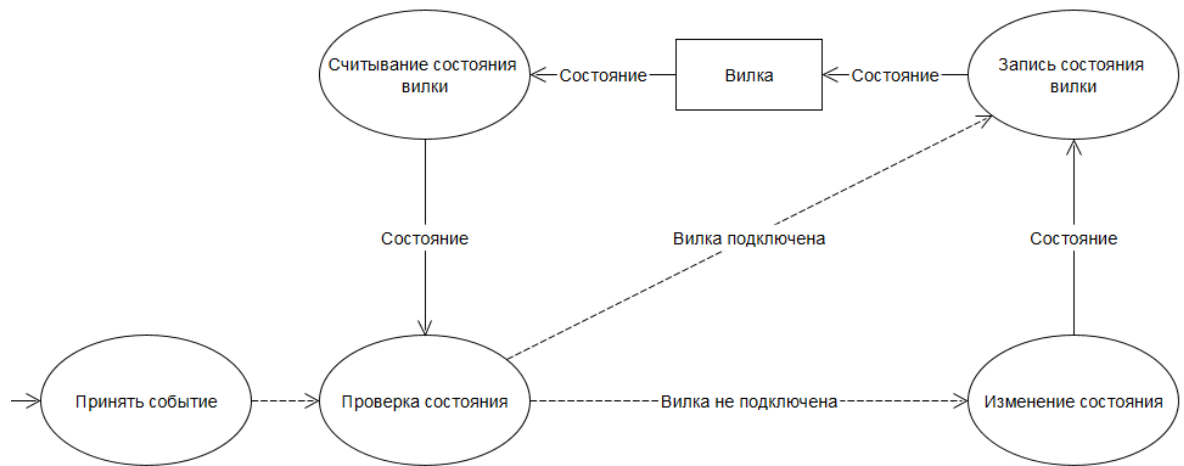 Считывание состояния
вилки
Состояние
Вилка
Состояние
Запись состояния
вилки
Состояние
Вилка подключена
Состояние
Принять событие
Проверка состояния
Вилка не подключена
Изменение состояния